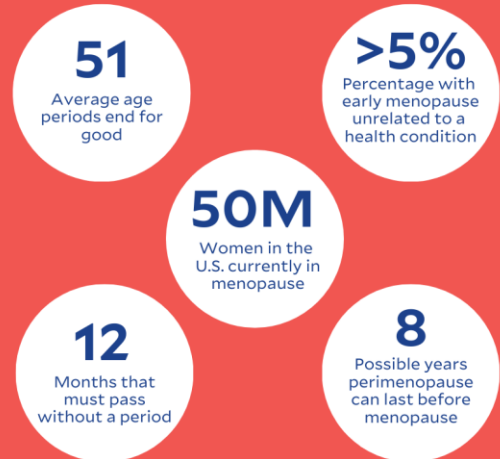 51
Average age
periods end for
good
>5%
Percentage with
early menopause
unrelated to a
health condition
50M
Women in the
U.S. currently in
menopause
12
Months that
must pass
without a period
8
Possible years
perimenopause
can last before
menopause